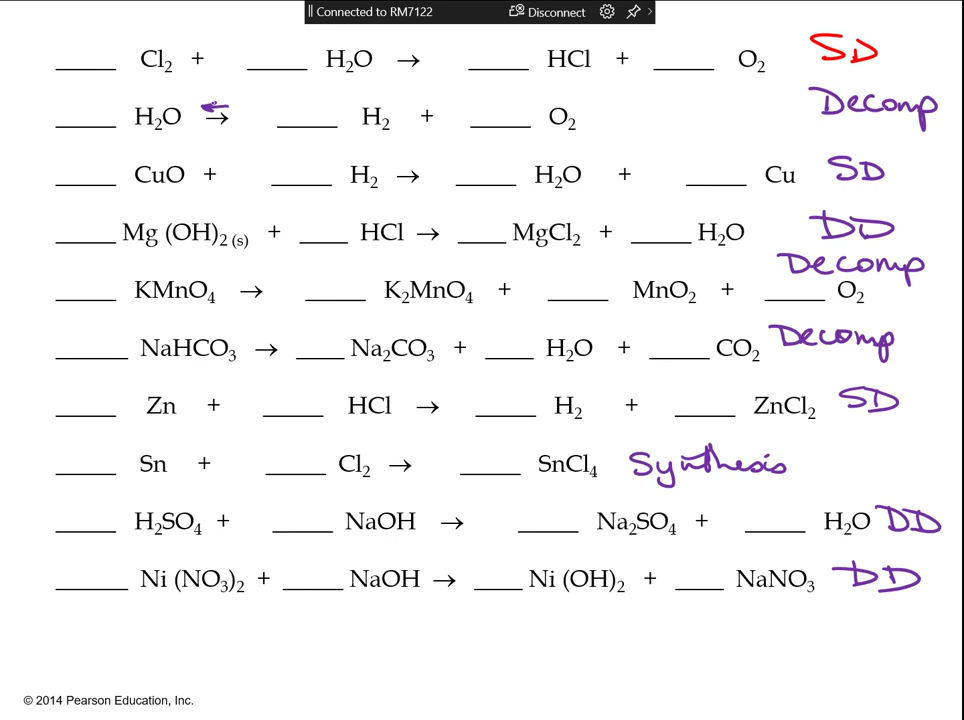 Connected to RM7122 Disconnect
_____ Cl₂ + _____ H₂O → _____ HCl + _____ O₂ SD
_____ H₂O → _____ H₂ + _____ O₂ Decomp
_____ CuO + _____ H₂ → _____ H₂O + _____ Cu SD
_____ Mg (OH)₂ (s) + _____ HCl → _____ MgCl₂ + _____ H₂O DD
_____ KMnO₄ → _____ K₂MnO₄ + _____ MnO₂ + _____ O₂ Decomp
_____ NaHCO₃ → _____ Na₂CO₃ + _____ H₂O + _____ CO₂ Decomp
_____ Zn + _____ HCl → _____ H₂ + _____ ZnCl₂ SD
_____ Sn + _____ Cl₂ → _____ SnCl₄ Synthesis
_____ H₂SO₄ + _____ NaOH → _____ Na₂SO₄ + _____ H₂O DD
_____ Ni (NO₃)₂ + _____ NaOH → _____ Ni (OH)₂ + _____ NaNO₃ DD
© 2014 Pearson Education, Inc.